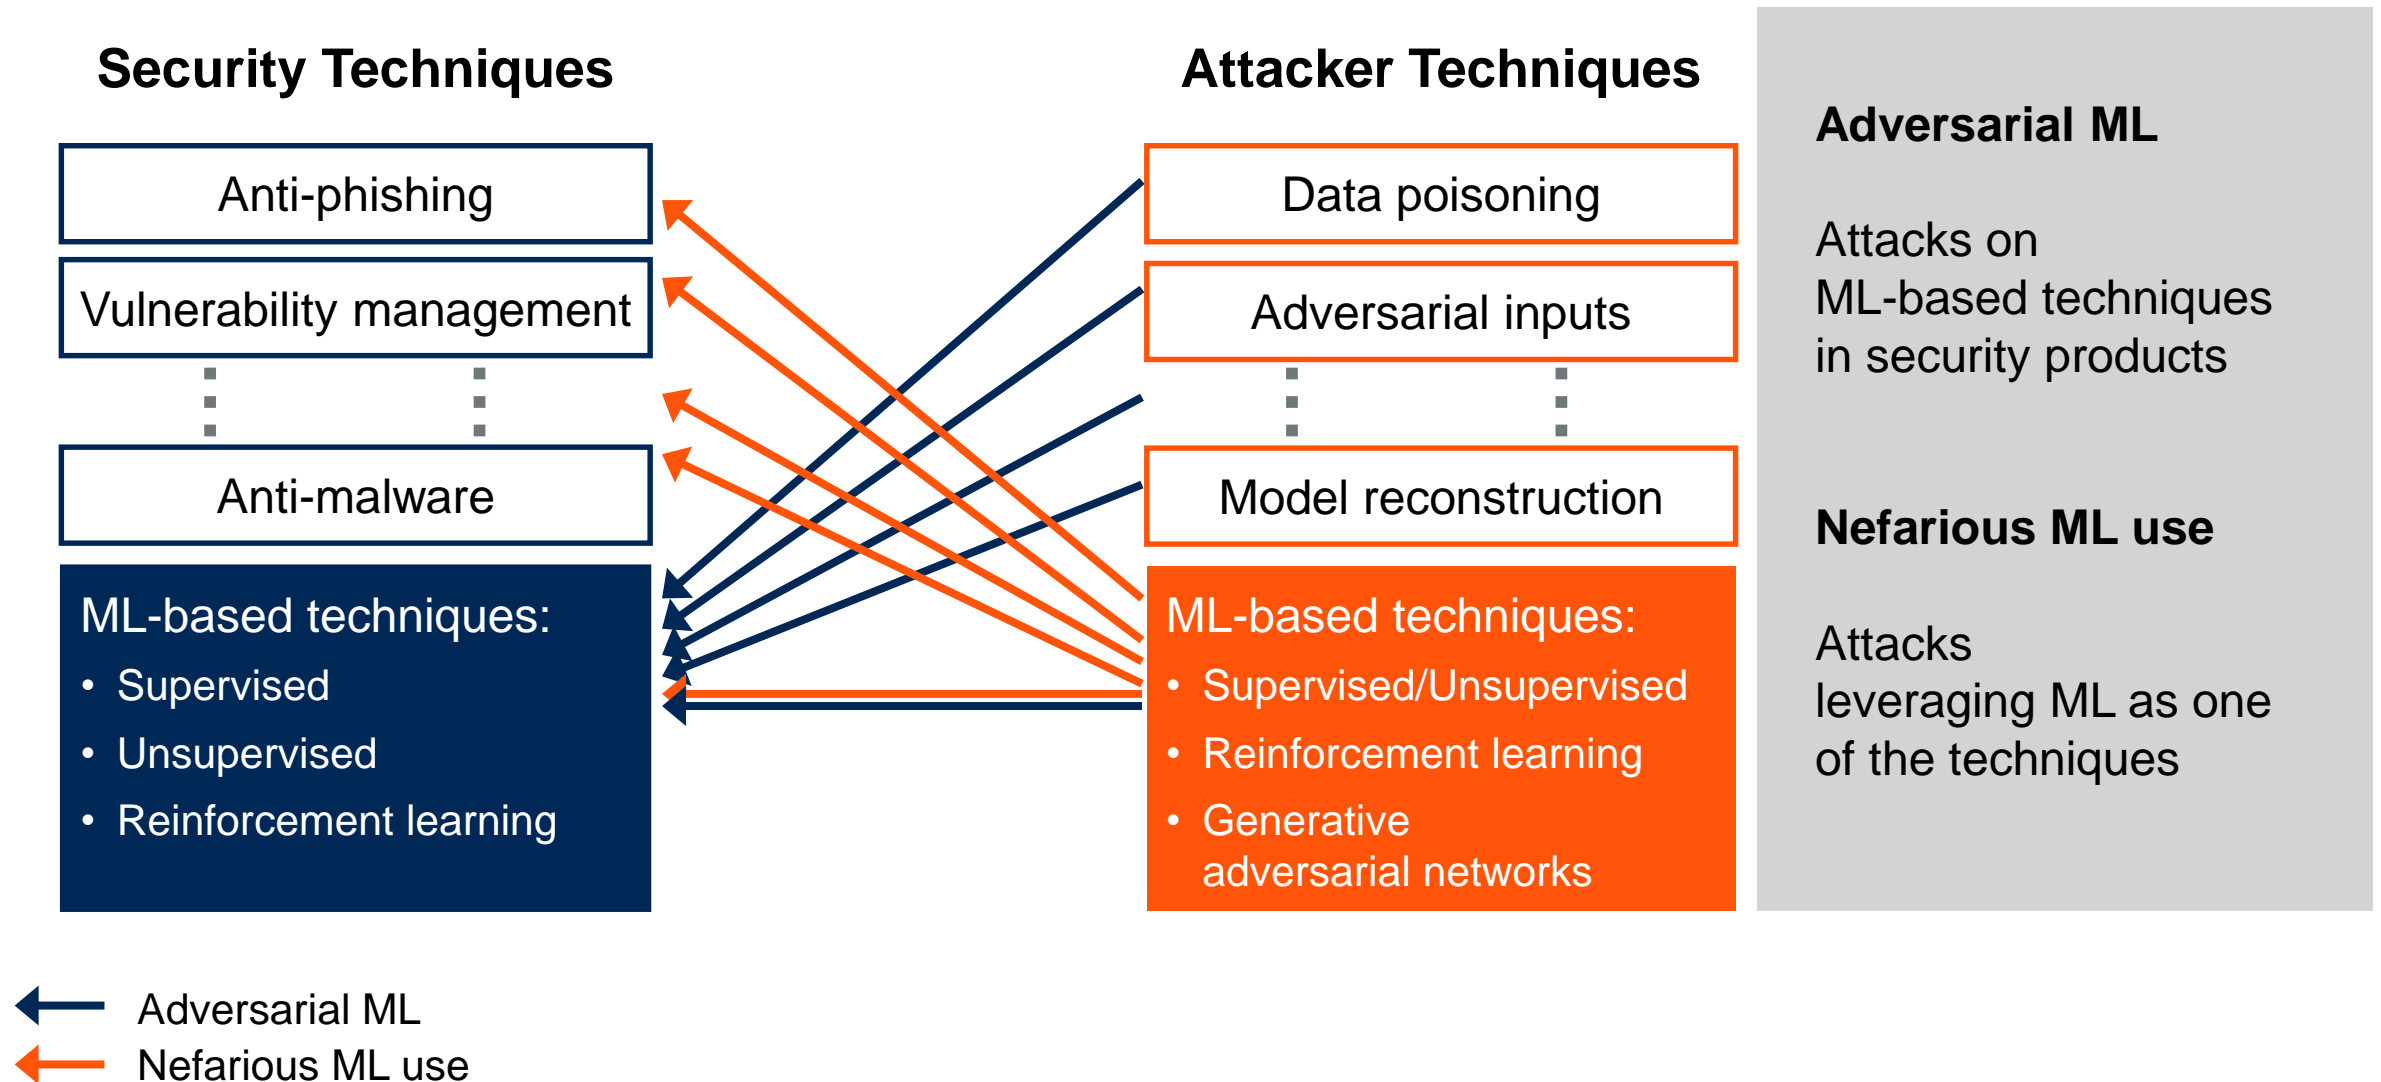 Security Techniques
Anti-phishing
Vulnerability management
Anti-malware
ML-based techniques:
• Supervised
• Unsupervised
• Reinforcement learning
Attacker Techniques
Data poisoning
Adversarial inputs
Model reconstruction
ML-based techniques:
• Supervised/Unsupervised
• Reinforcement learning
• Generative
adversarial networks
Adversarial ML
Attacks on
ML-based techniques
in security products
Nefarious ML use
Attacks
leveraging ML as one
of the techniques
Adversarial ML
Nefarious ML use